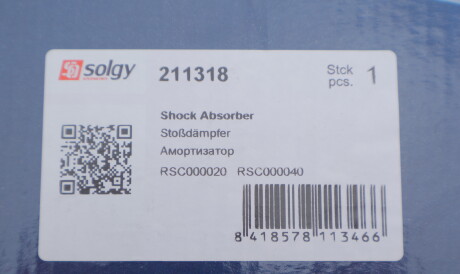 solgy 211318 Stck pcs. 1
Shock Absorber
Stoßdämpfer
Амортизатор
RSC000020 RSC000040
8 418578 113466